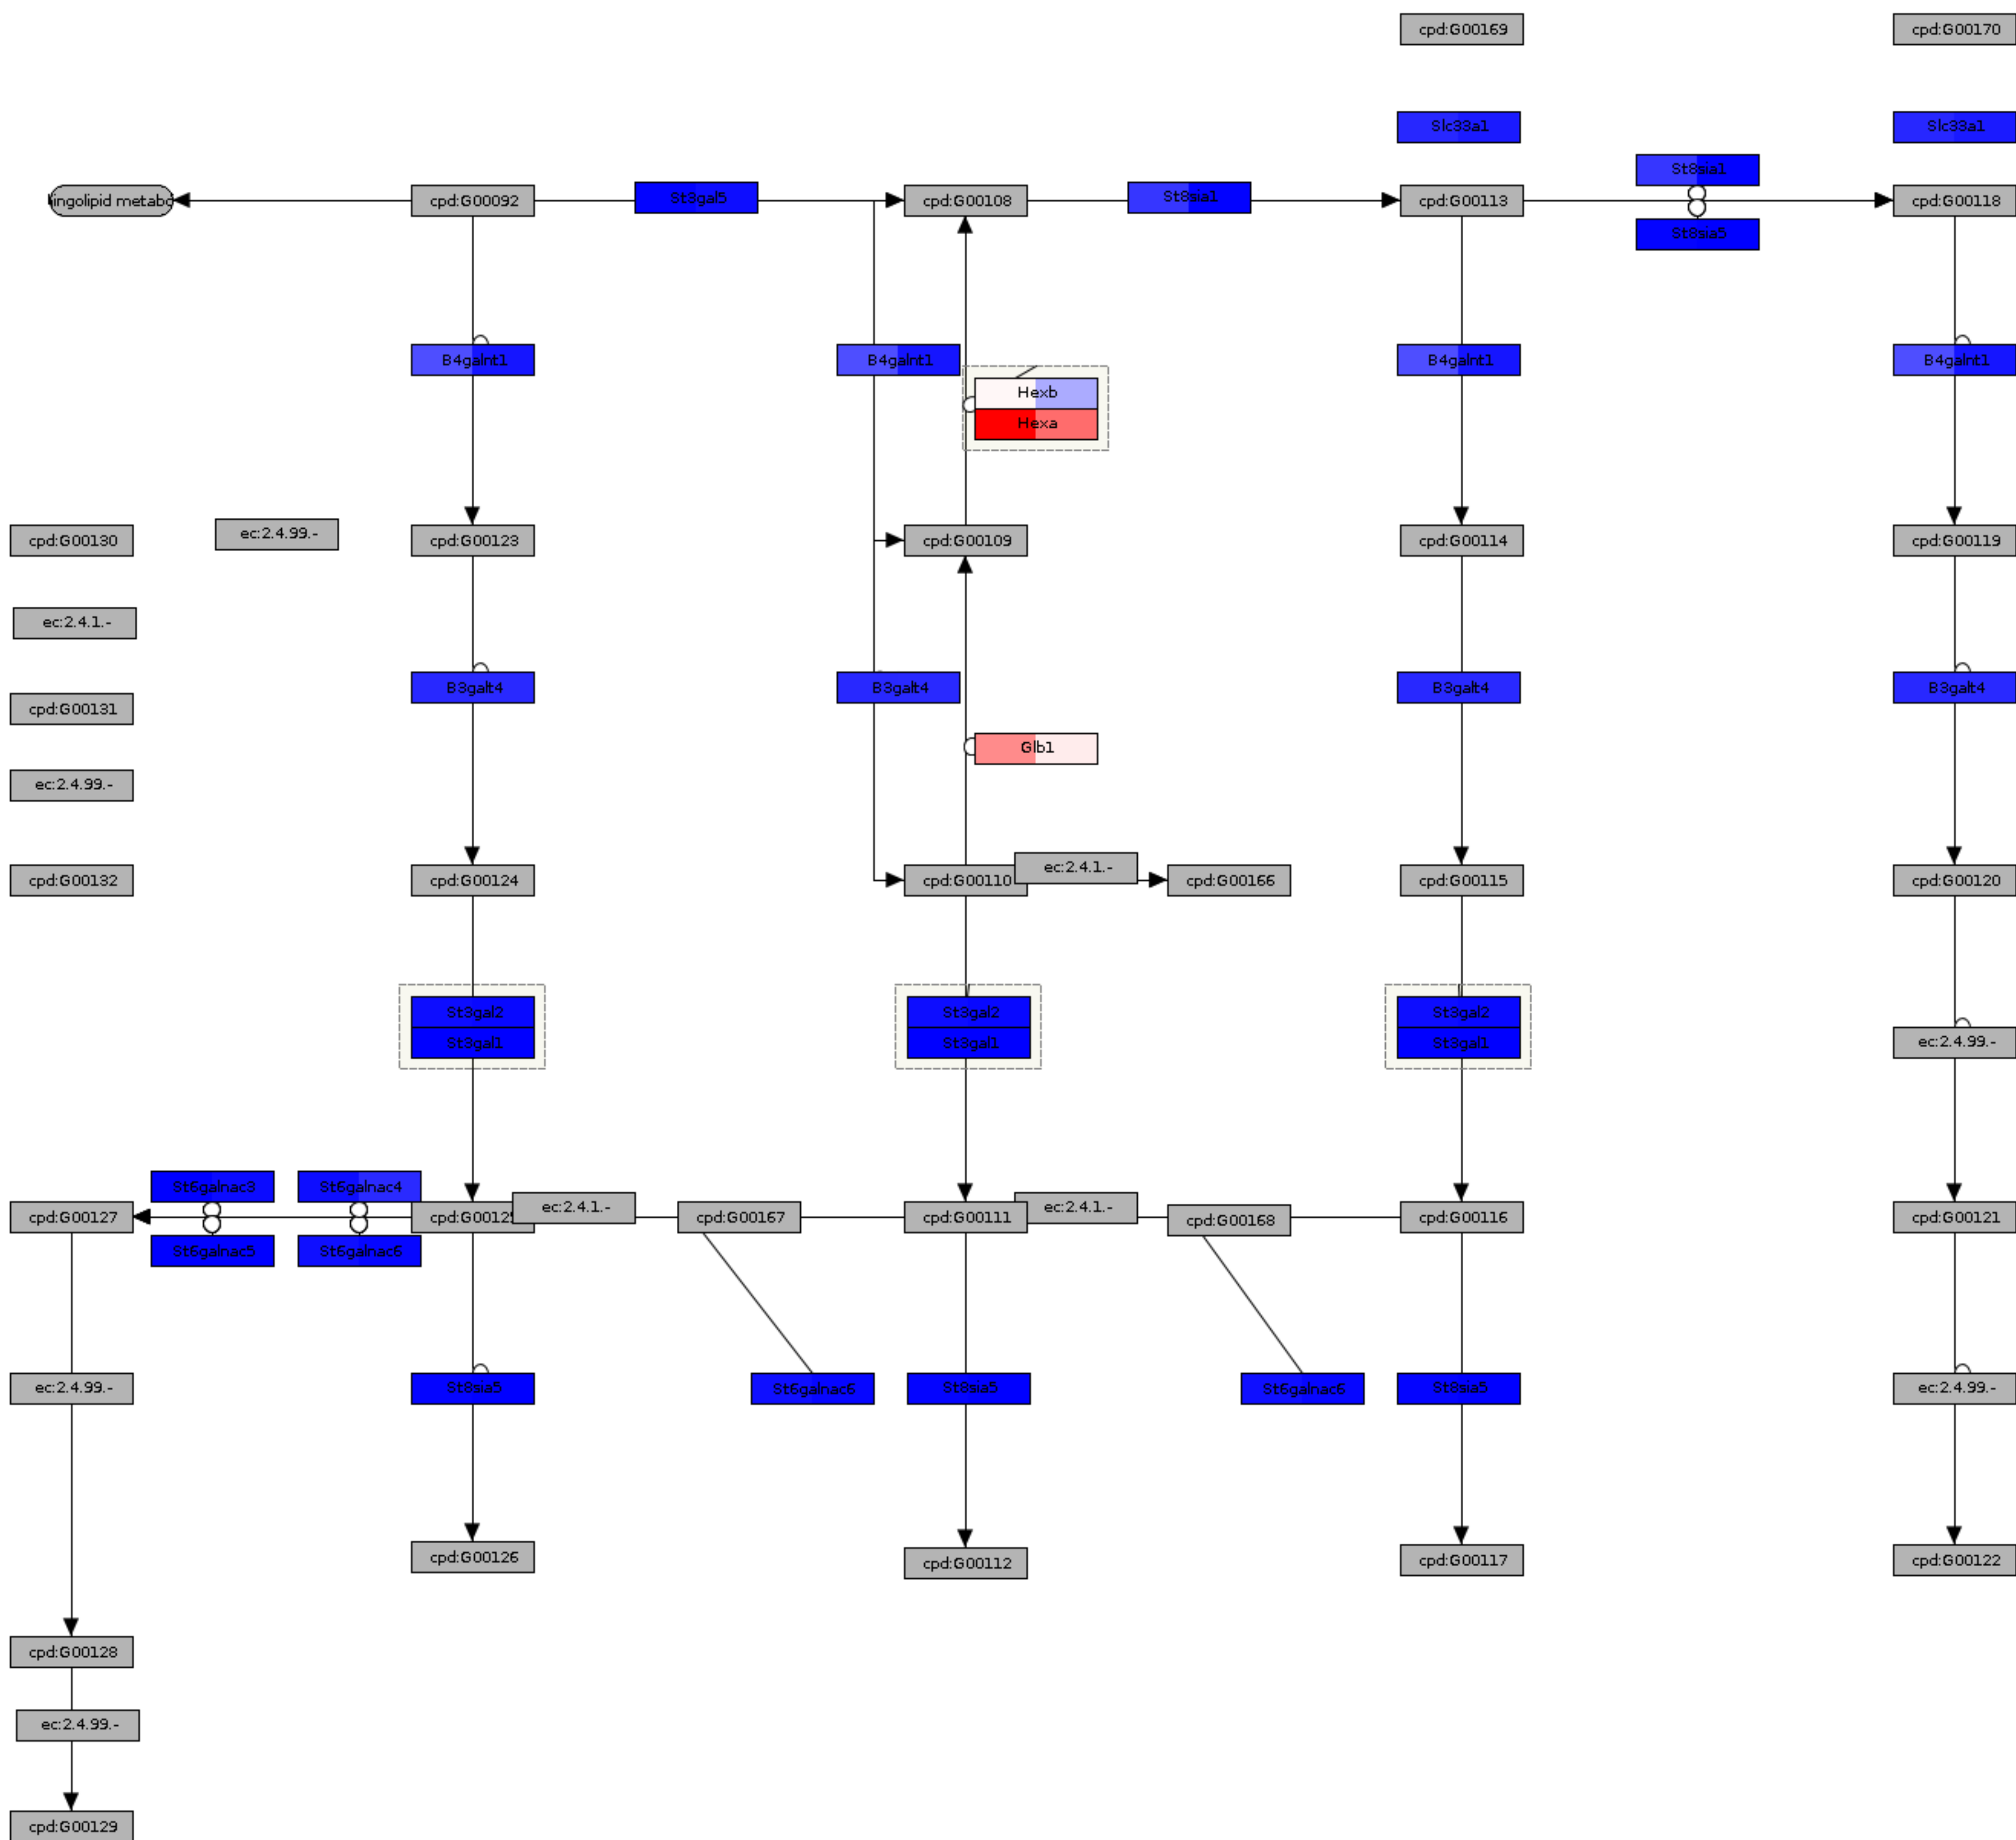 cpd:G00169
cpd:G00170
Slc33a1
Slc33a1
St8sia1
ingolipid metabo
cpd:G00092
St3gal5
cpd:G00108
St8sia1
cpd:G00113
cpd:G00118
St8sia5
B4galnt1
B4galnt1
B4galnt1
B4galnt1
Hexb
Hexa
cpd:G00130
ec:2.4.99.-
cpd:G00123
cpd:G00109
cpd:G00114
cpd:G00119
ec:2.4.1.-
B3galt4
B3galt4
B3galt4
B3galt4
cpd:G00131
Glb1
ec:2.4.99.-
cpd:G00132
cpd:G00124
cpd:G00110
ec:2.4.1.-
cpd:G00166
cpd:G00115
cpd:G00120
St3gal2
St3gal2
St3gal2
St3gal1
St3gal1
St3gal1
ec:2.4.99.-
St6galnac3
St6galnac4
cpd:G00127
cpd:G00125
ec:2.4.1.-
cpd:G00167
cpd:G00111
ec:2.4.1.-
cpd:G00168
cpd:G00116
cpd:G00121
St6galnac5
St6galnac6
ec:2.4.99.-
St8sia5
St6galnac6
St8sia5
St6galnac6
St8sia5
ec:2.4.99.-
cpd:G00126
cpd:G00112
cpd:G00117
cpd:G00122
cpd:G00128
ec:2.4.99.-
cpd:G00129